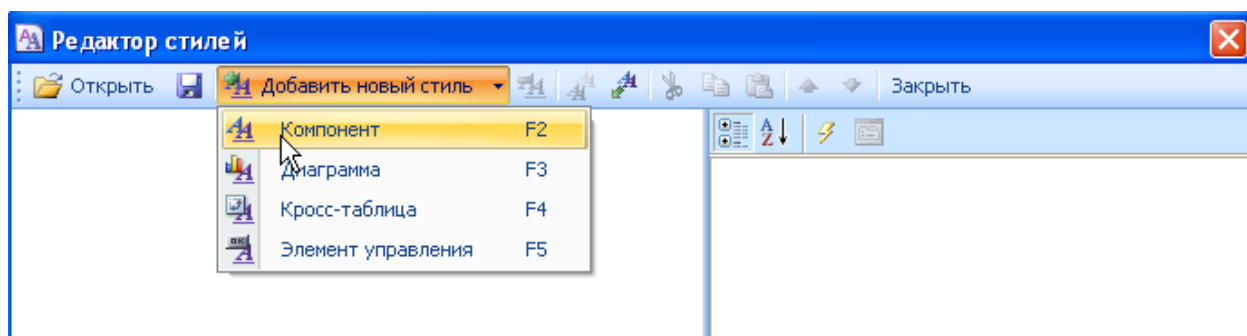 Редактор стилей
Открыть Добавить новый стиль Закрыть
Компонент F2
Диаграмма F3
Кросс-таблица F4
Элемент управления F5